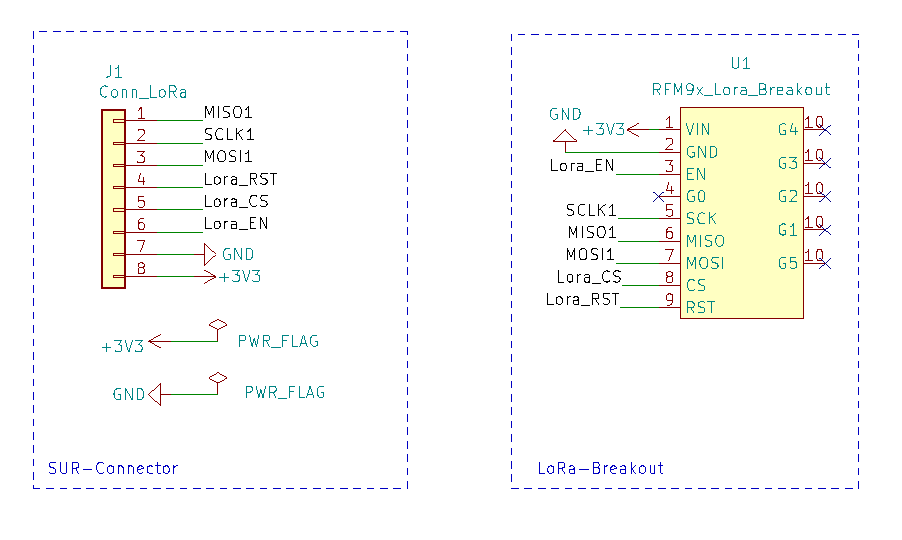 J1
Conn_LoRa
1 MISO1
2 SCLK1
3 MOSI1
4 Lora_RST
5 Lora_CS
6 Lora_EN
7 GND
8 +3V3
+3V3 PWR_FLAG
GND PWR_FLAG
SUR-Connector
U1
RFM9x_Lora_Breakout
GND
+3V3 1 VIN
2 GND
Lora_EN 3 EN
4 G0
SCLK1 5 SCK
MISO1 6 MISO
MOSI1 7 MOSI
Lora_CS 8 CS
Lora_RST 9 RST
G4 10
G3 10
G2 10
G1 10
G5 10
LoRa-Breakout